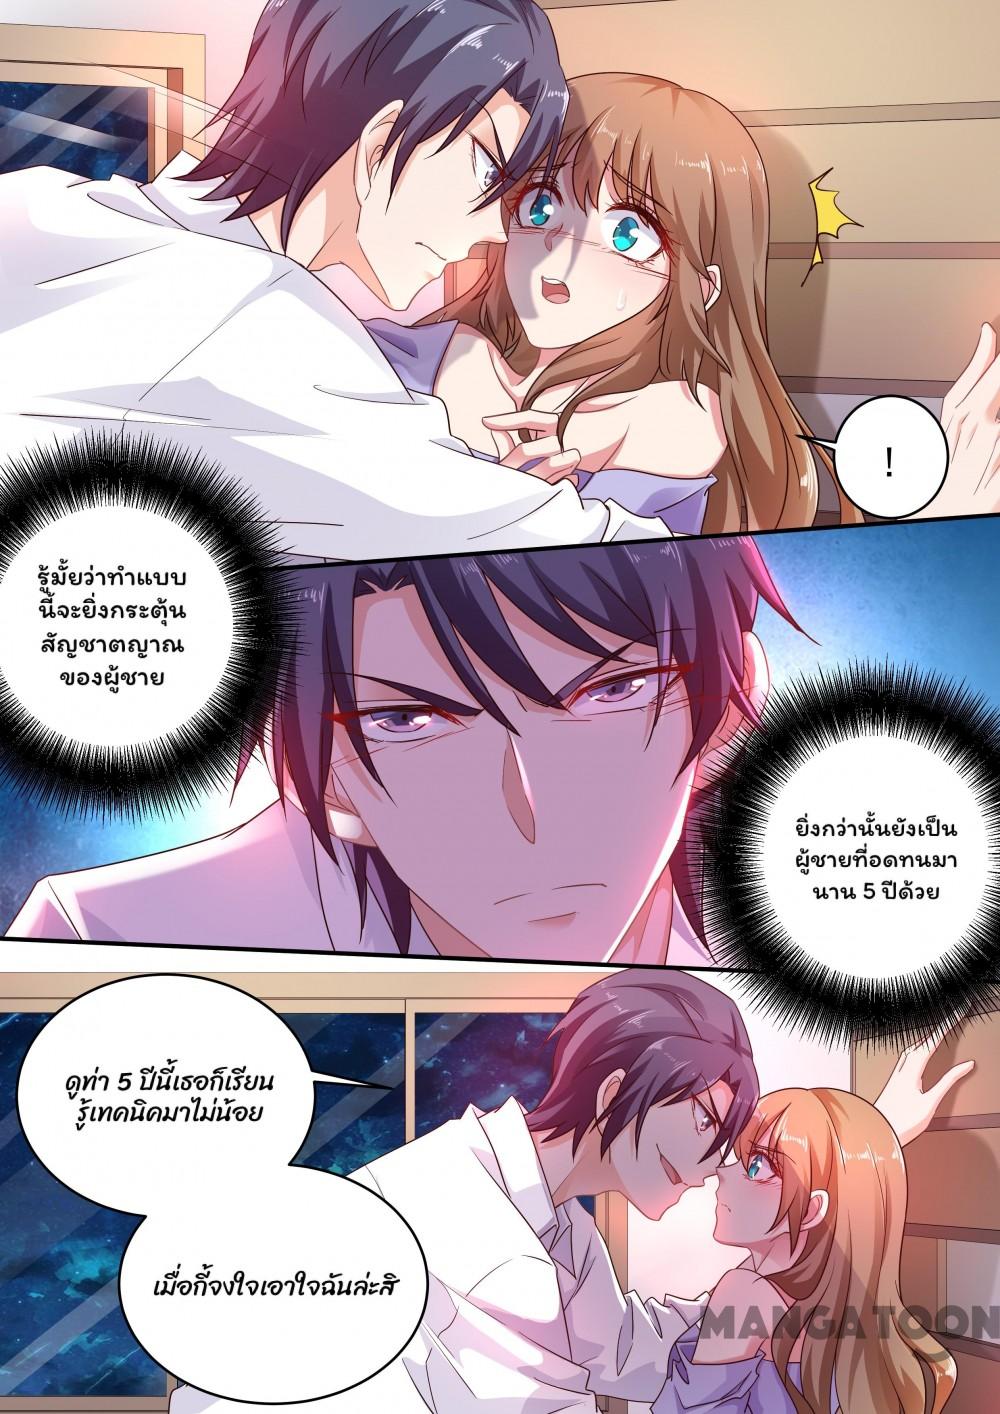 !
รู้มั้ยว่าทำแบบ
นี้จะยิ่งกระตุ้น
สัญชาตญาณ
ของผู้ชาย
ยิ่งกว่านั้นยังเป็น
ผู้ชายที่อดทนมา
นาน 5 ปีด้วย
ดูท่า 5 ปีนี้เธอก็เรียน
รู้เทคนิคมาไม่น้อย
เมื่อกี้จงใจเอาใจฉันล่ะสิ
MANGATOON